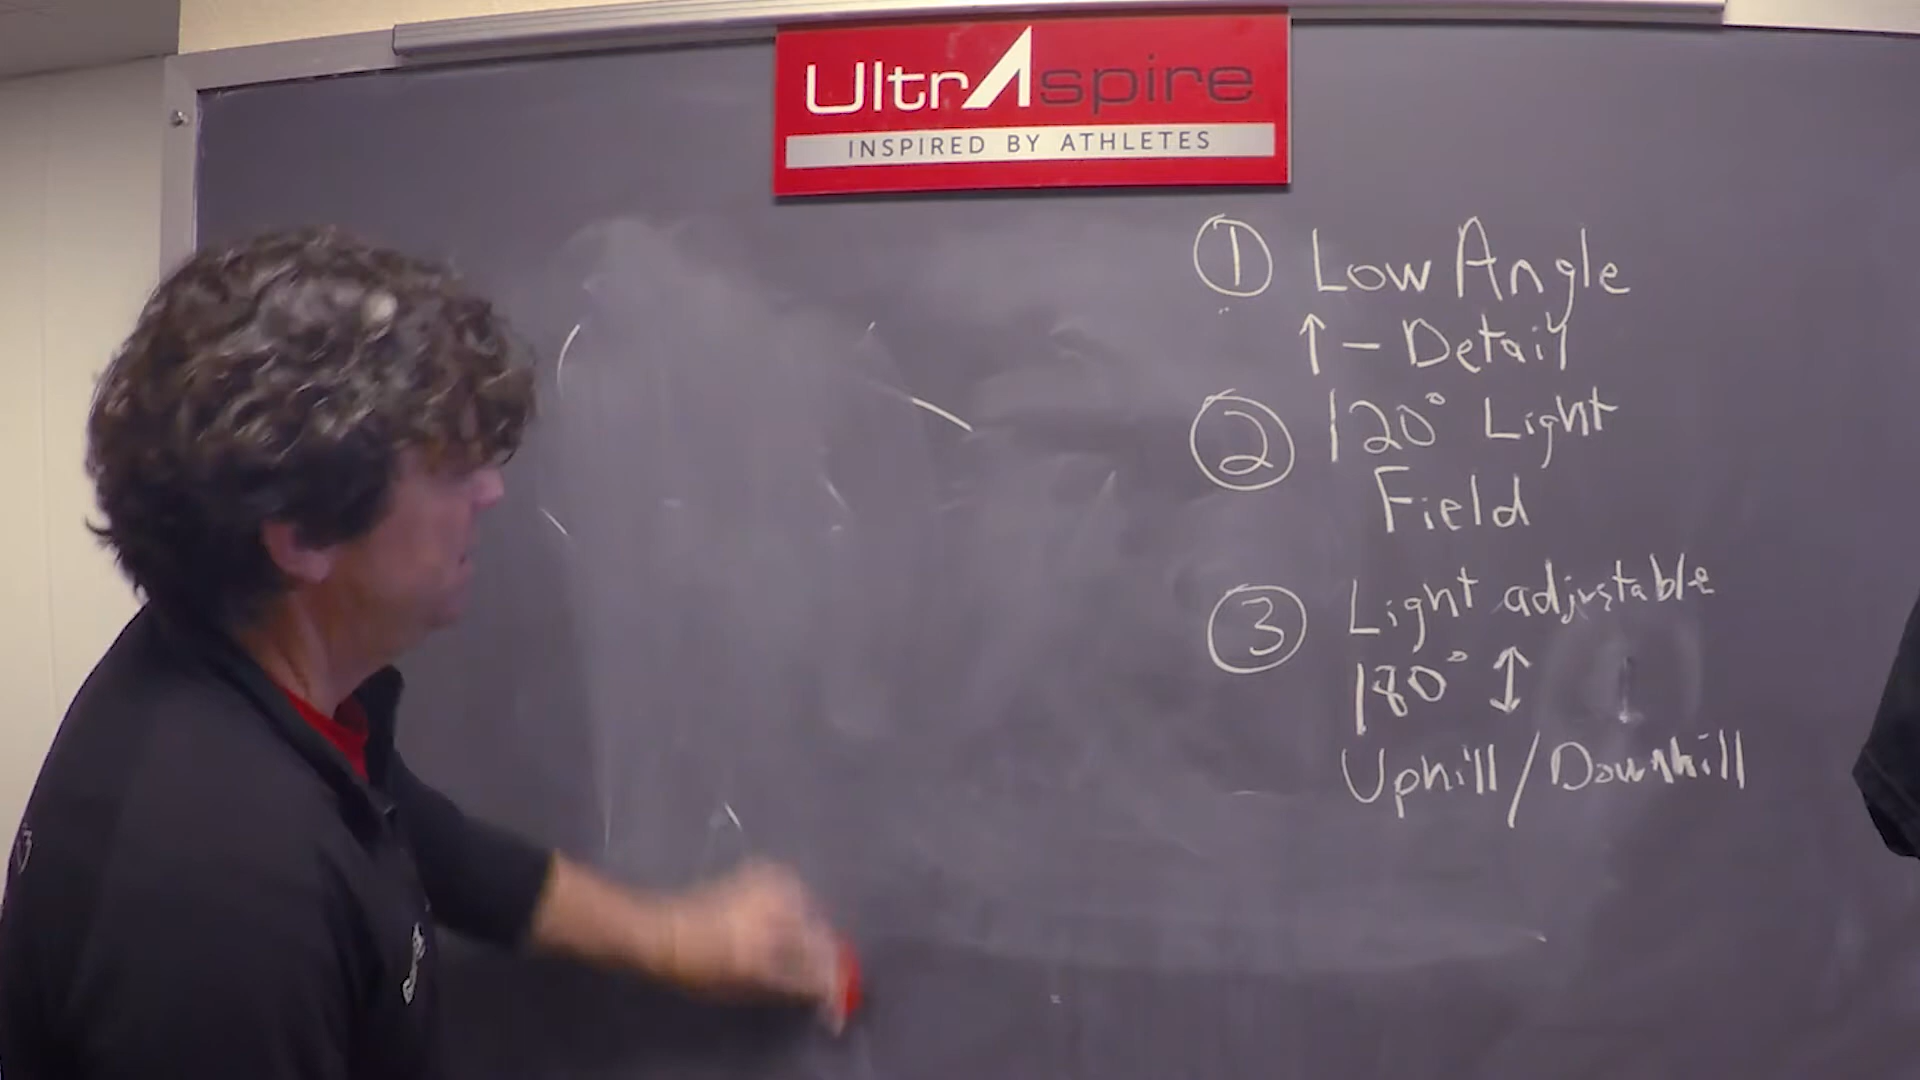 UltrAspire
INSPIRED BY ATHLETES
① Low Angle
↑ - Detail
② 120° Light
Field
③ Light adjustable
180° ↕
Uphill / Downhill